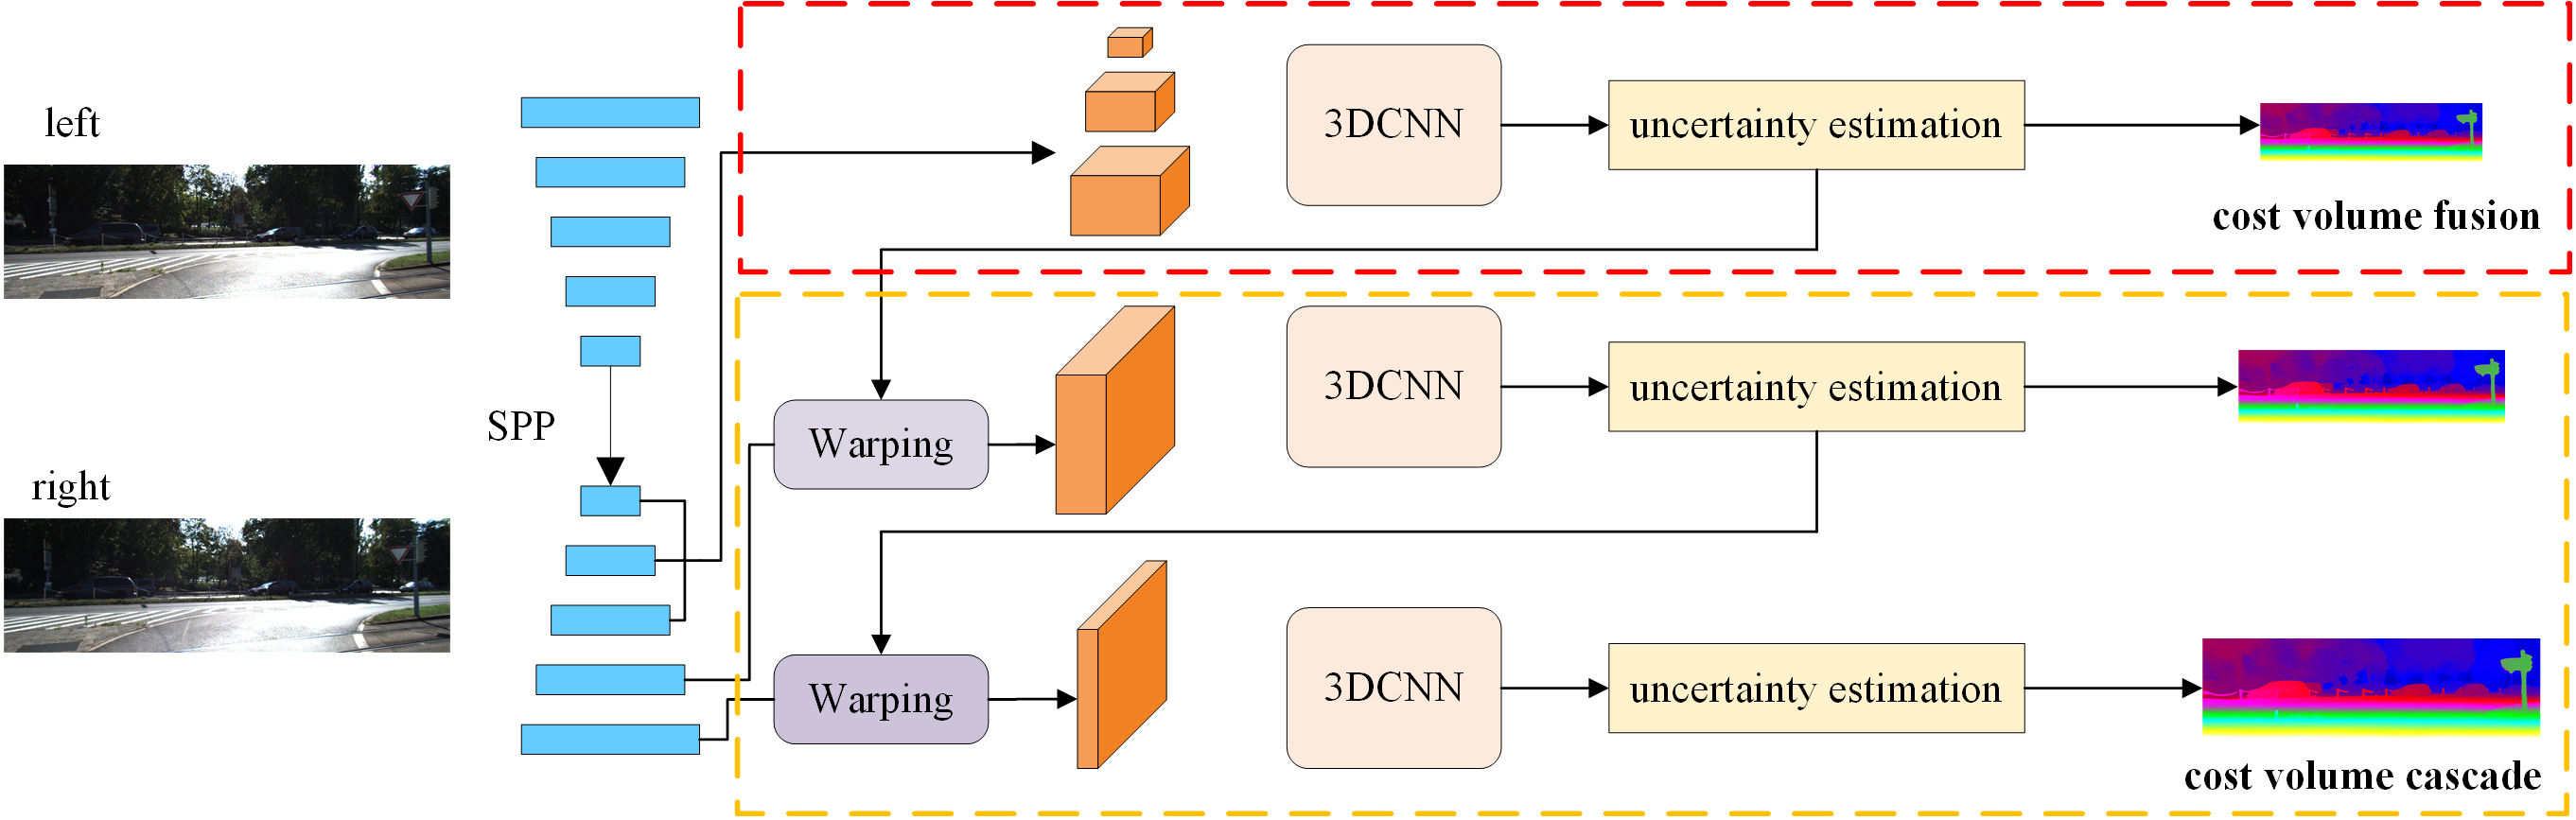 left
right
SPP
3DCNN
uncertainty estimation
cost volume fusion
Warping
3DCNN
uncertainty estimation
Warping
3DCNN
uncertainty estimation
cost volume cascade